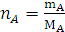 n_A = m_A / M_A